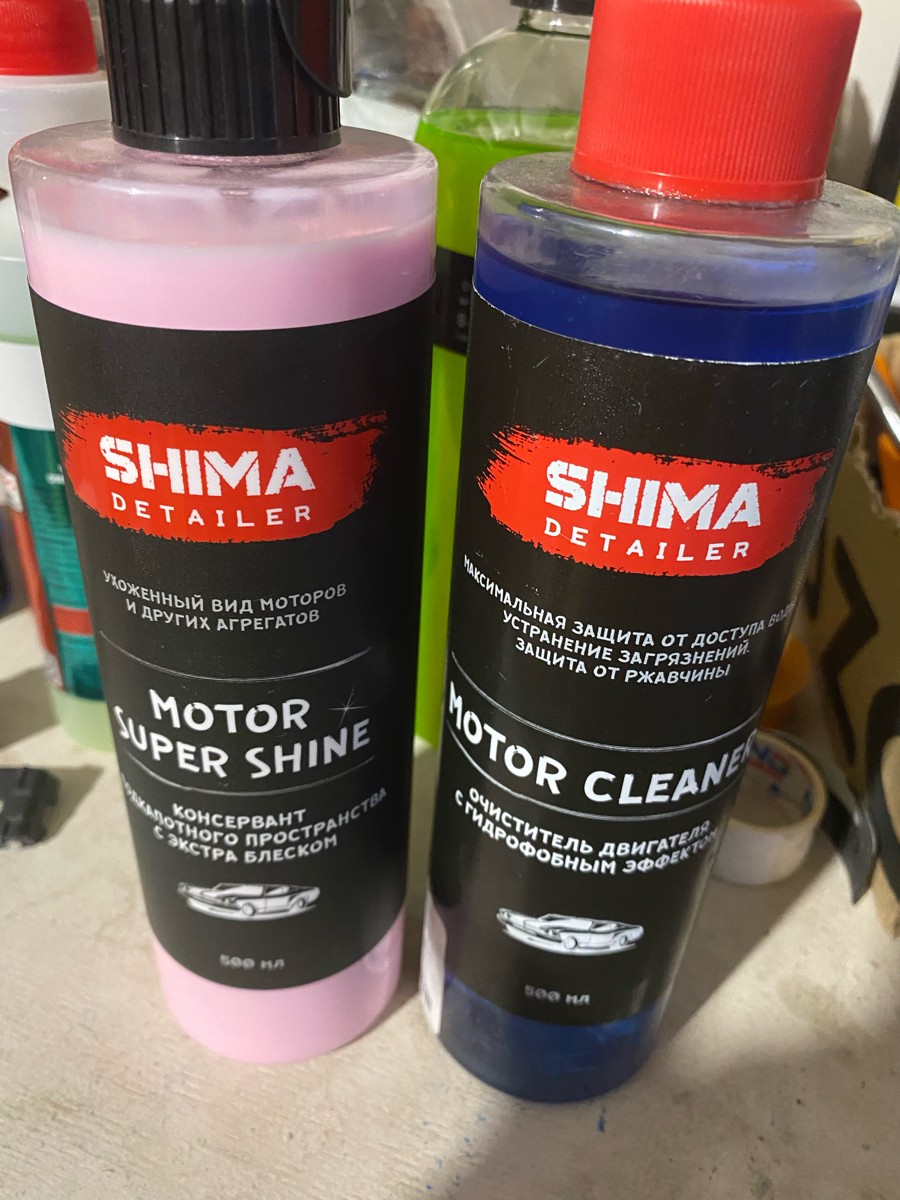 SHIMA
DETAILER
УХОЖЕННЫЙ ВИД МОТОРОВ
И ДРУГИХ АГРЕГАТОВ
MOTOR
SUPER SHINE
КОНСЕРВАНТ
ПОДКАПОТНОГО ПРОСТРАНСТВА
С ЭКСТРА БЛЕСКОМ
500 мл
SHIMA
DETAILER
МАКСИМАЛЬНАЯ ЗАЩИТА ОТ ДОСТУПА ВОДЫ
УСТРАНЕНИЕ ЗАГРЯЗНЕНИЙ.
ЗАЩИТА ОТ РЖАВЧИНЫ
MOTOR CLEANER
ОЧИСТИТЕЛЬ ДВИГАТЕЛЯ
С ГИДРОФОБНЫМ ЭФФЕКТОМ
500 мл